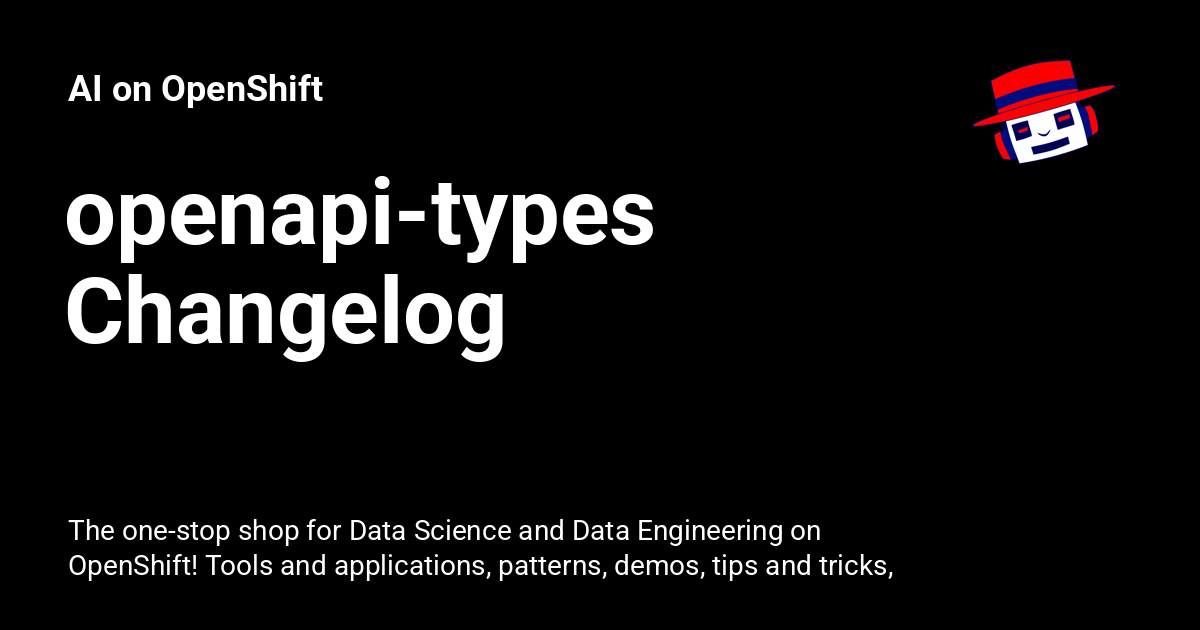 AI on OpenShift
openapi-types
Changelog
The one-stop shop for Data Science and Data Engineering on
OpenShift! Tools and applications, patterns, demos, tips and tricks,